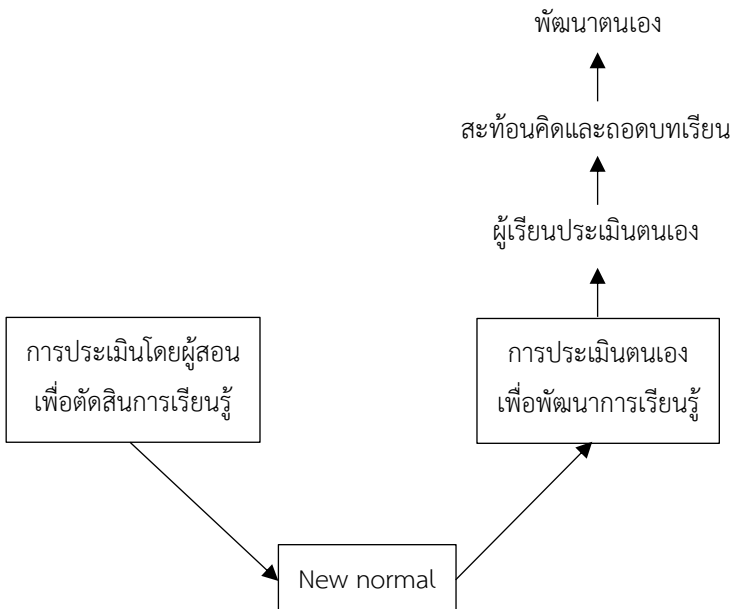 พัฒนาตนเอง
สะท้อนคิดและถอดบทเรียน
ผู้เรียนประเมินตนเอง
การประเมินโดยผู้สอน
เพื่อตัดสินการเรียนรู้
การประเมินตนเอง
เพื่อพัฒนาการเรียนรู้
New normal